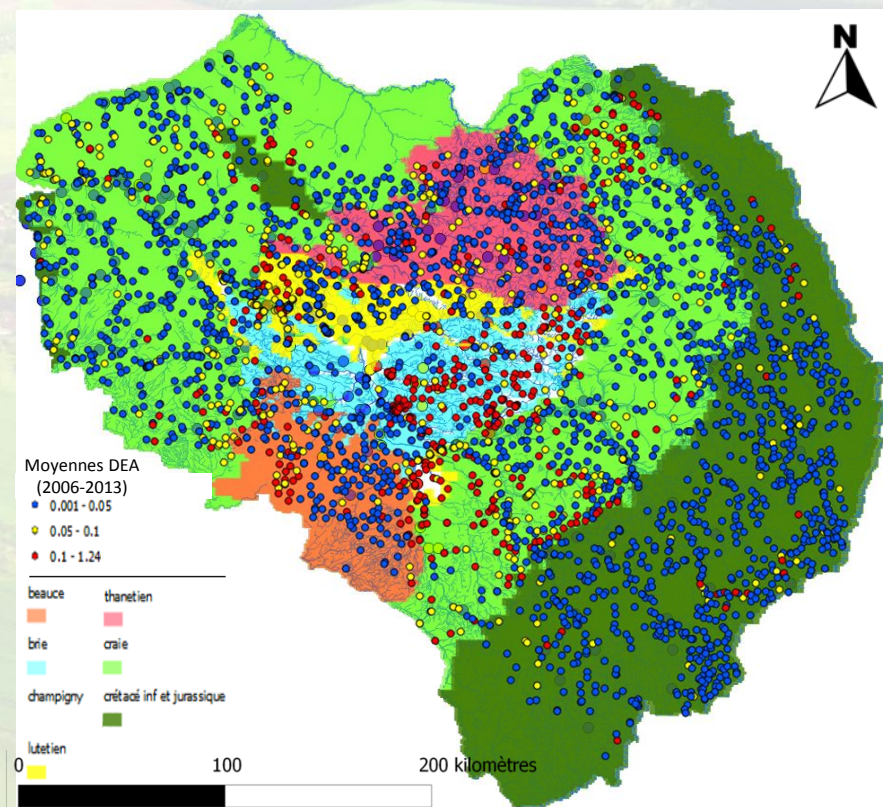 N
Moyennes DEA
(2006-2013)
0.001 - 0.05
0.05 - 0.1
0.1 - 1.24
beauce thanetien
brie craie
champigny crétacé inf et jurassique
lutetien
0 100 200 kilomètres